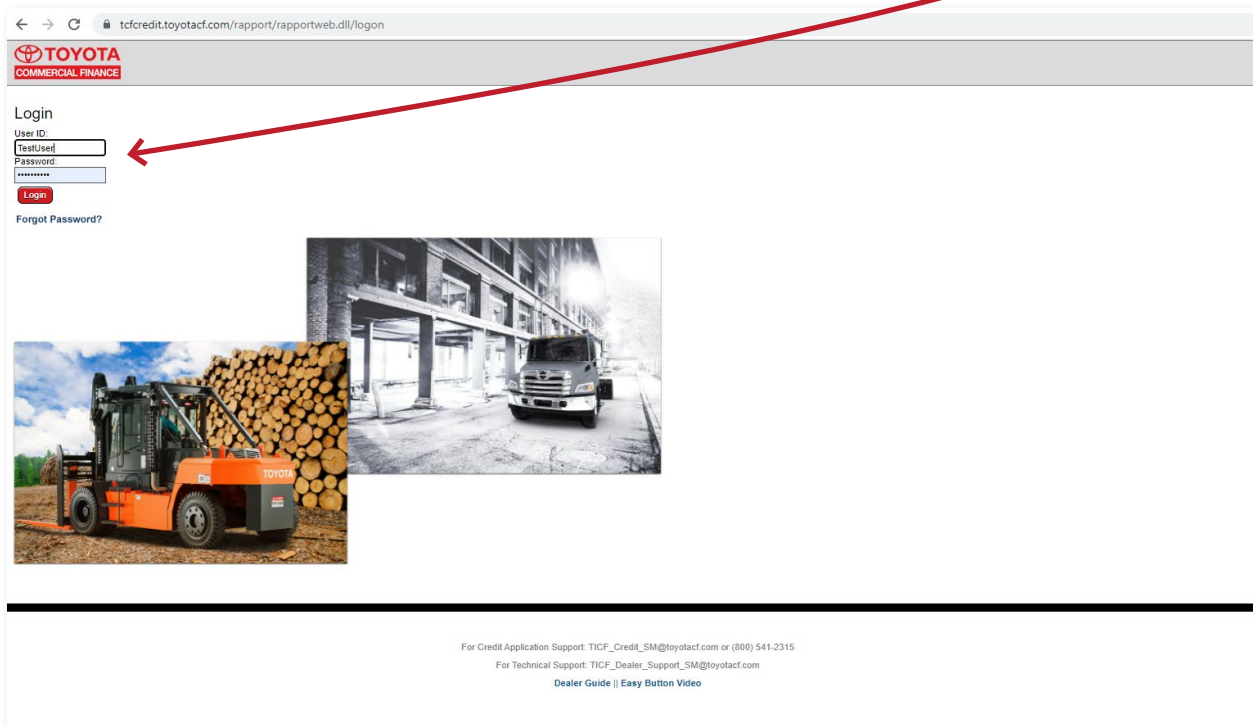 tcfcredit.toyotacf.com/rapport/rapportweb.dll/logon
TOYOTA
COMMERCIAL FINANCE
Login
User ID:
TestUser
Password:
••••••••••
Login
Forgot Password?
TOYOTA
For Credit Application Support: TICF_Credit_SM@toyotacf.com or (800) 541-2315
For Technical Support: TICF_Dealer_Support_SM@toyotacf.com
Dealer Guide || Easy Button Video